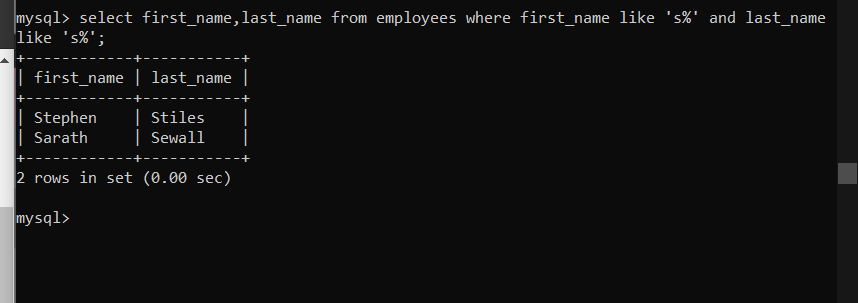 mysql> select first_name,last_name from employees where first_name like 's%' and last_name
like 's%';
+------------+-----------+
| first_name | last_name |
+------------+-----------+
| Stephen    | Stiles    |
| Sarath     | Sewall    |
+------------+-----------+
2 rows in set (0.00 sec)
mysql>